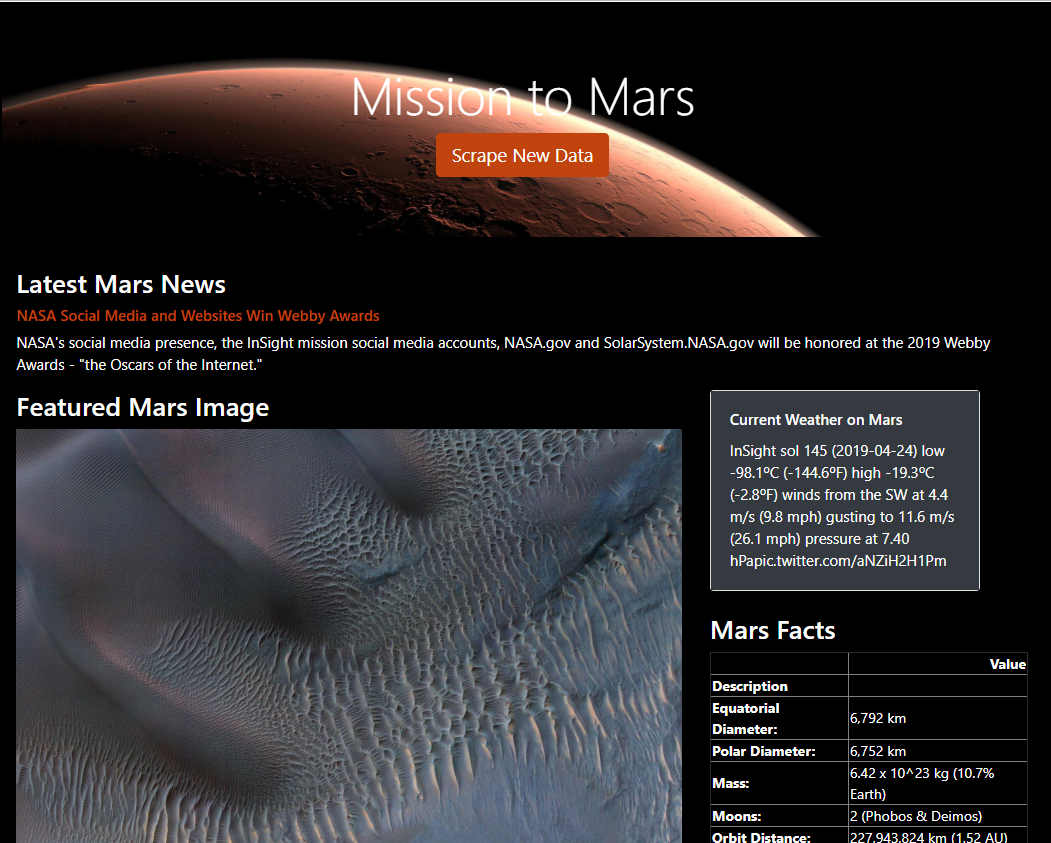 Mission to Mars
Scrape New Data
Latest Mars News
NASA Social Media and Websites Win Webby Awards
NASA's social media presence, the InSight mission social media accounts, NASA.gov and SolarSystem.NASA.gov will be honored at the 2019 Webby
Awards - "the Oscars of the Internet."
Featured Mars Image
Current Weather on Mars
InSight sol 145 (2019-04-24) low
-98.1ºC (-144.6ºF) high -19.3ºC
(-2.8ºF) winds from the SW at 4.4
m/s (9.8 mph) gusting to 11.6 m/s
(26.1 mph) pressure at 7.40
hPapic.twitter.com/aNZiH2H1Pm
Mars Facts
Value
Description
Equatorial
Diameter:
6,792 km
Polar Diameter:
6,752 km
Mass:
6.42 x 10^23 kg (10.7%
Earth)
Moons:
2 (Phobos & Deimos)
Orbit Distance:
227,943,824 km (1.52 AU)